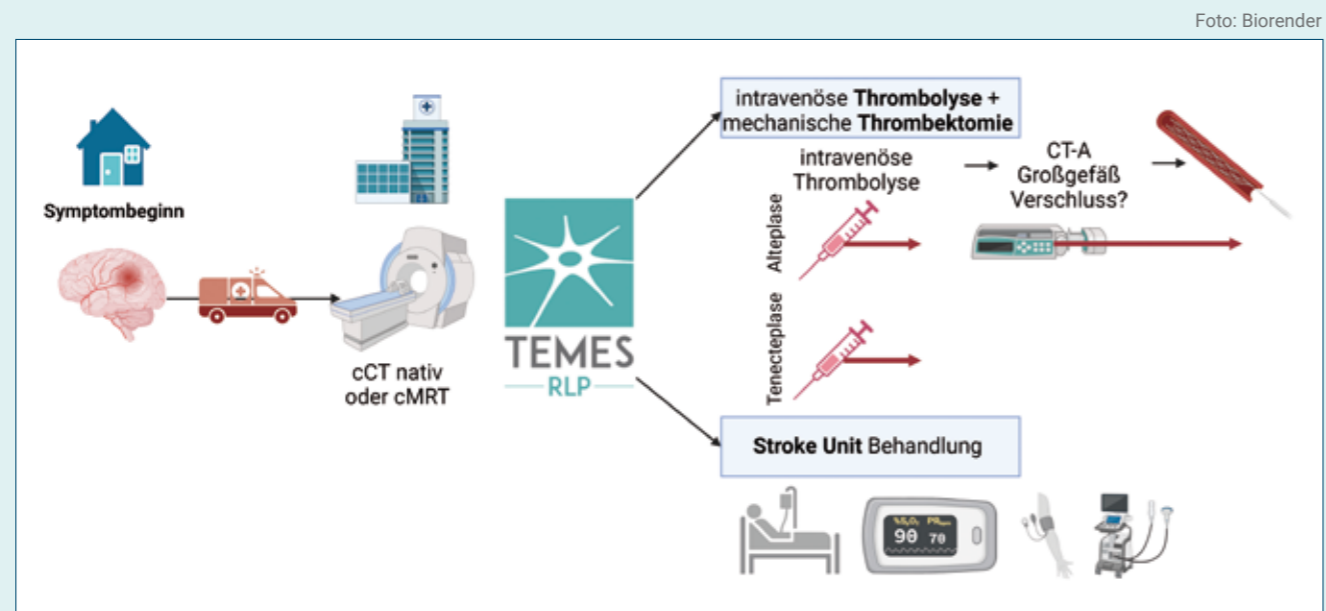 Foto: Biorender
Symptombeginn
cCT nativ
oder cMRT
TEMES
RLP
intravenöse Thrombolyse +
mechanische Thrombektomie
intravenöse
Thrombolyse
CT-A
Großgefäß
Verschluss?
Alteplase
Tenecteplase
Stroke Unit Behandlung
90 70